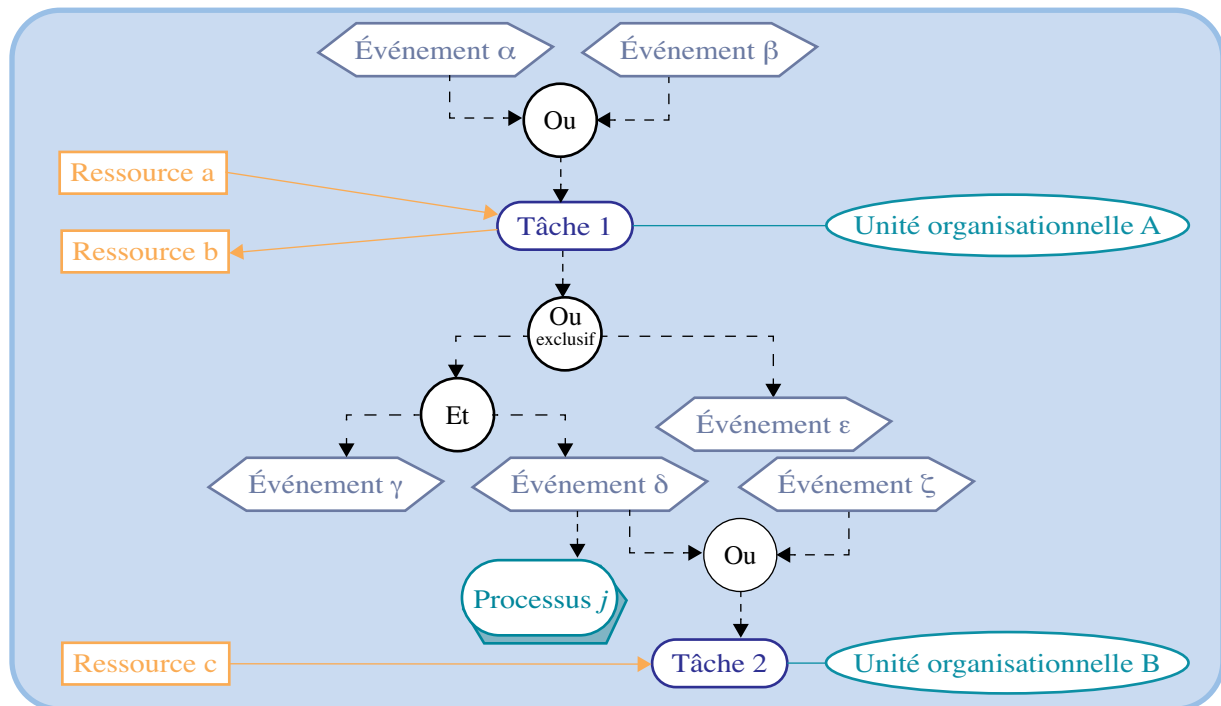 Événement α
Événement β
Ou
Ressource a
Tâche 1
Unité organisationnelle A
Ressource b
Ou
exclusif
Et
Événement ε
Événement γ
Événement δ
Événement ζ
Ou
Processus j
Ressource c
Tâche 2
Unité organisationnelle B